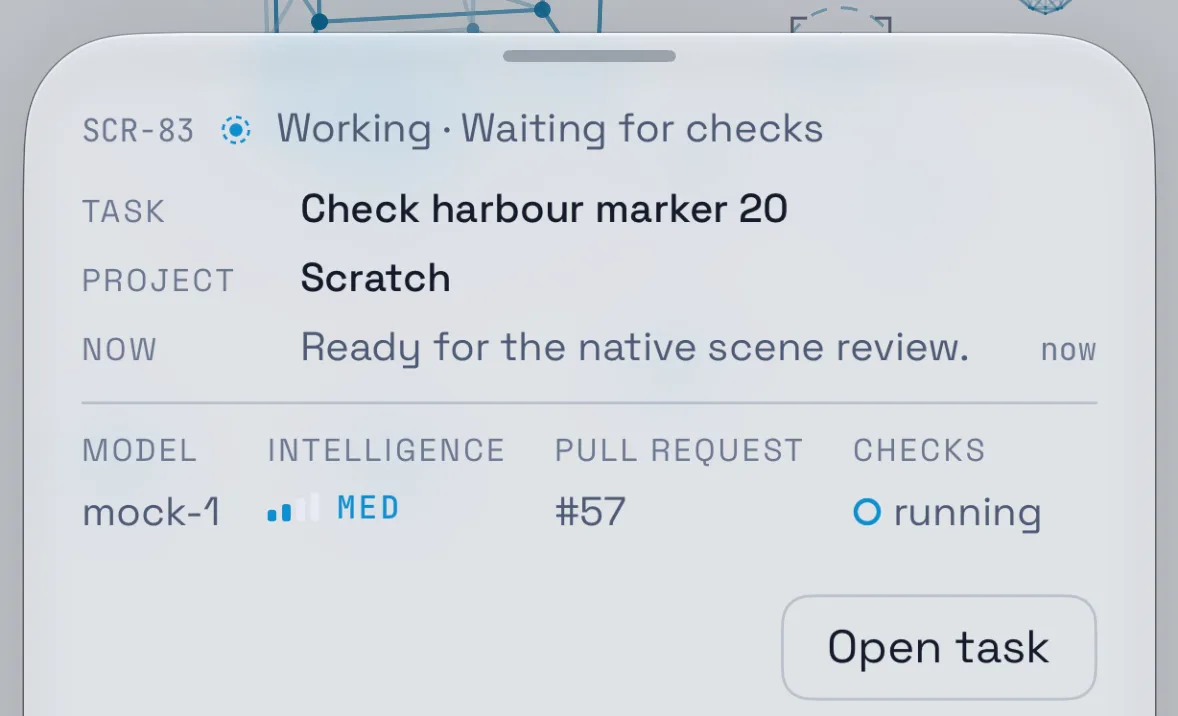 SCR-83 Working · Waiting for checks
TASK Check harbour marker 20
PROJECT Scratch
NOW Ready for the native scene review. now
MODEL INTELLIGENCE PULL REQUEST CHECKS
mock-1 MED #57 running
Open task